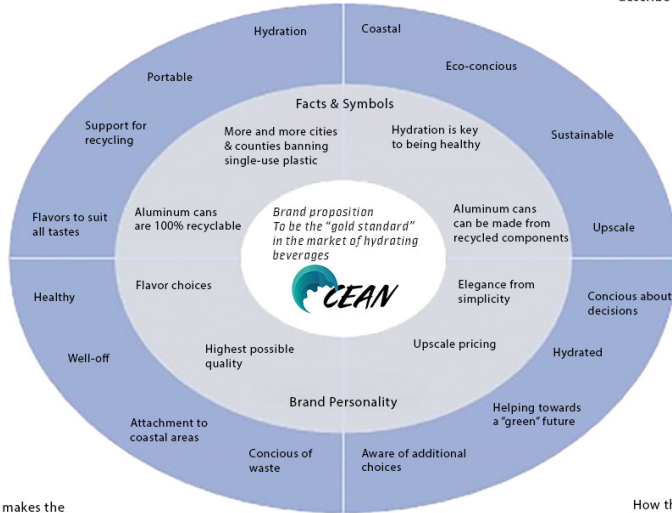 describe
Hydration
Coastal
Portable
Eco-concious
Support for
recycling
Sustainable
Flavors to suit
all tastes
Upscale
Facts & Symbols
More and more cities
& counties banning
single-use plastic
Hydration is key
to being healthy
Aluminum cans
are 100% recyclable
Aluminum cans
can be made from
recycled components
Brand proposition
To be the “gold standard”
in the market of hydrating
beverages
CEAN
Flavor choices
Elegance from
simplicity
Highest possible
quality
Upscale pricing
Brand Personality
Healthy
Concious about
decisions
Well-off
Hydrated
Attachment to
coastal areas
Helping towards
a “green” future
Concious of
waste
Aware of additional
choices
makes the
How th